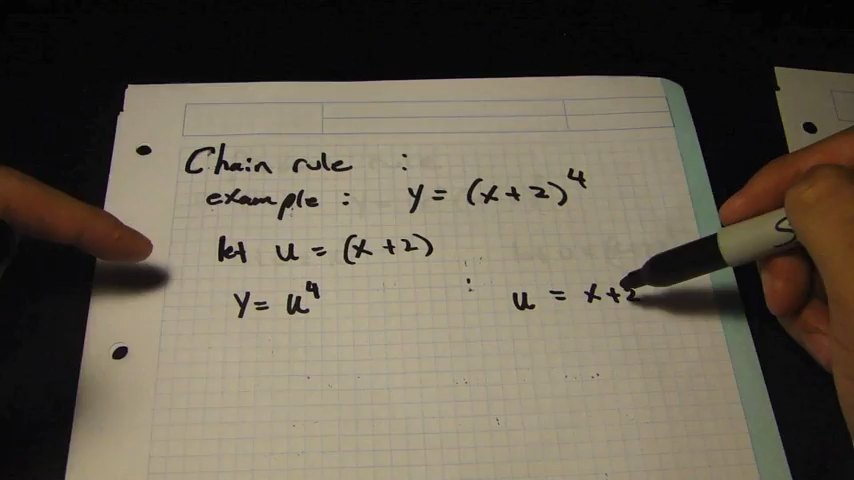 Chain rule :
example : y = (x+2)^4
let u = (x+2)
y = u^4 : u = x+2